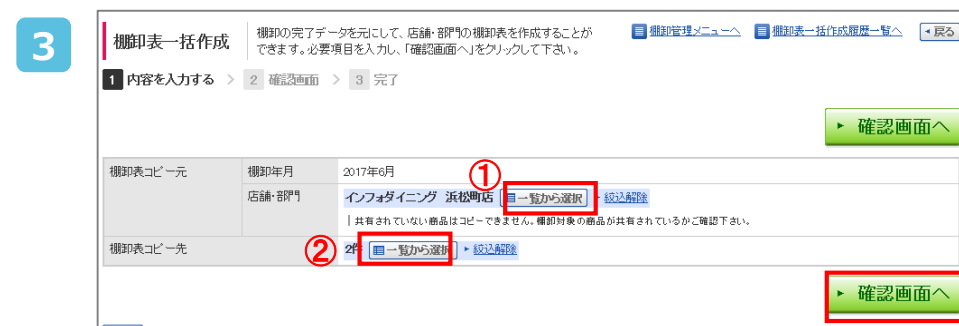 3
棚卸表一括作成
棚卸の完了データを元にして、店舗・部門の棚卸表を作成することが
できます。必要項目を入力し、「確認画面へ」をクリックして下さい。
棚卸管理メニューへ
棚卸表一括作成履歴一覧へ
戻る
1 内容を入力する > 2 確認画面 > 3 完了
確認画面へ
棚卸表コピー元 棚卸年月 2017年6月
①
店舗・部門 インフォダイニング 浜松町店 一覧から選択 絞込解除
共有されていない商品はコピーできません。棚卸対象の商品が共有されているかご確認下さい。
棚卸表コピー先 ② 2件 一覧から選択 絞込解除
確認画面へ